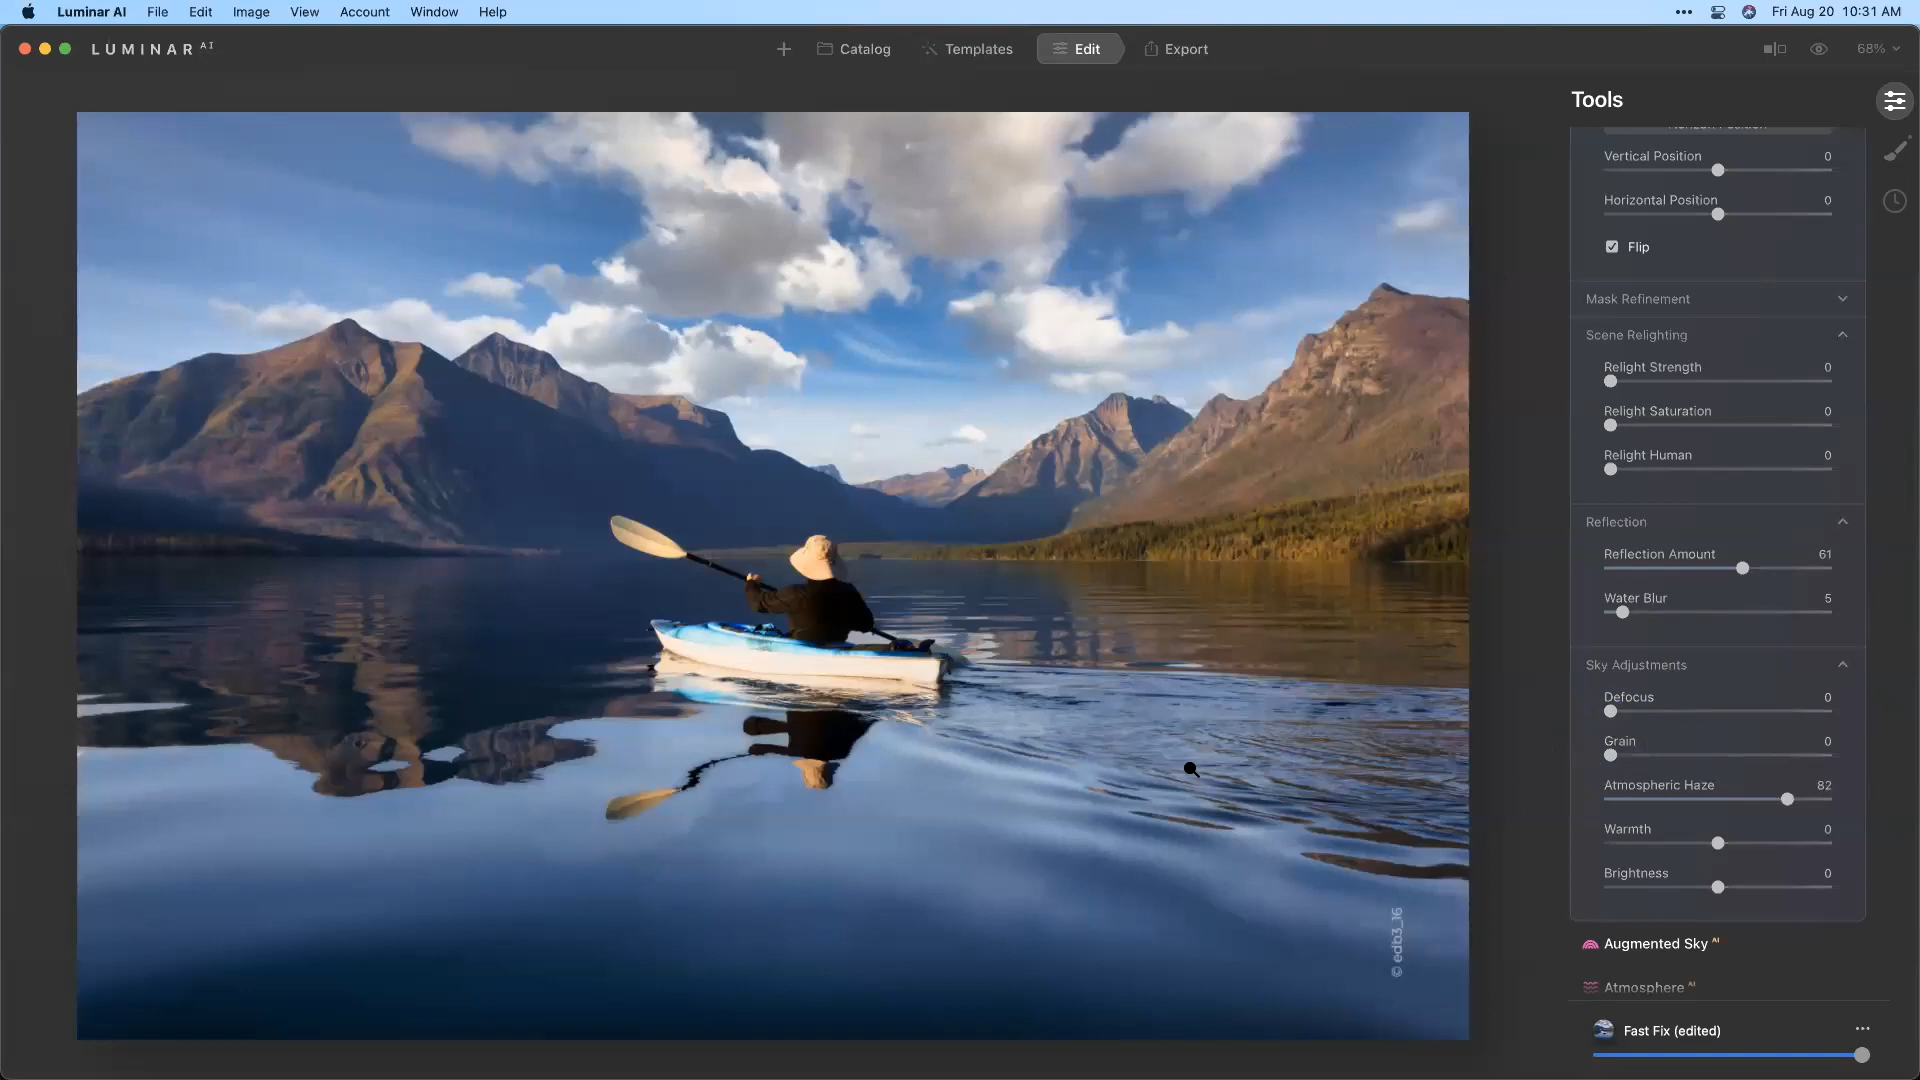 Luminar AI File Edit Image View Account Window Help
••• Fri Aug 20 10:31 AM
LUMINAR AI
Catalog Templates Edit Export
68%
Tools
Horizon Position
Vertical Position 0
Horizontal Position 0
Flip
Mask Refinement
Scene Relighting
Relight Strength 0
Relight Saturation 0
Relight Human 0
Reflection
Reflection Amount 61
Water Blur 5
Sky Adjustments
Defocus 0
Grain 0
Atmospheric Haze 82
Warmth 0
Brightness 0
© edb3_16
Augmented Sky AI
Atmosphere AI
Fast Fix (edited)